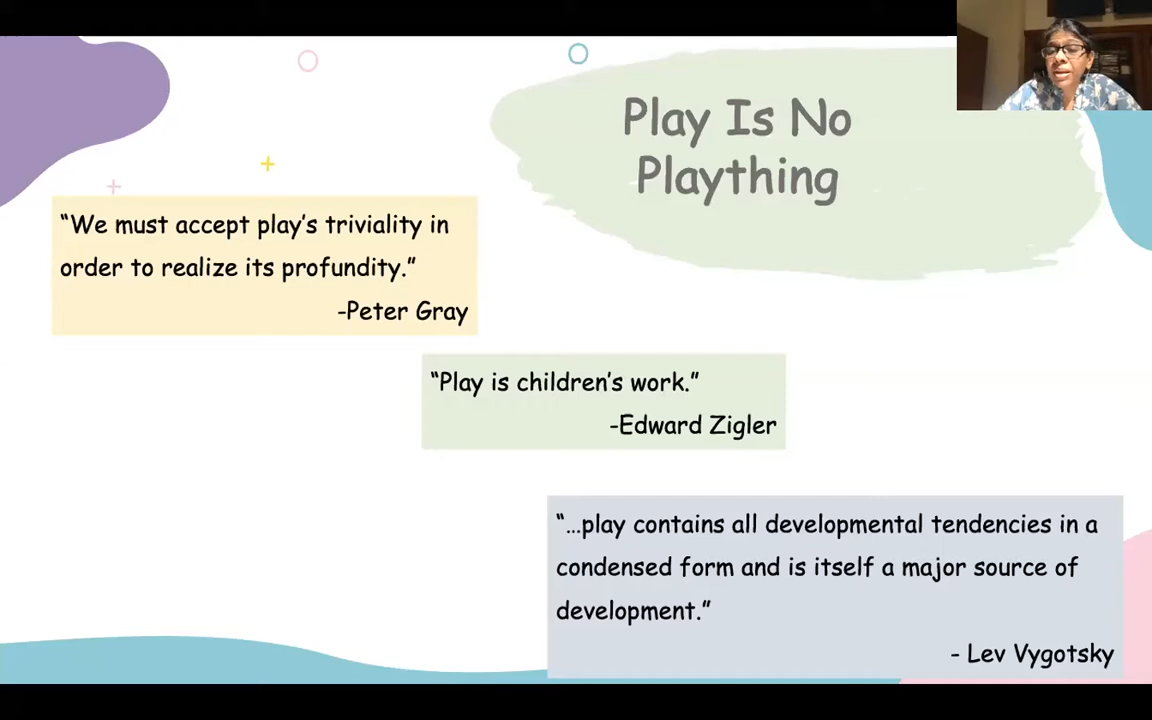 Play Is No
Plaything
“We must accept play’s triviality in
order to realize its profundity.”
-Peter Gray
“Play is children’s work.”
-Edward Zigler
“…play contains all developmental tendencies in a
condensed form and is itself a major source of
development.”
- Lev Vygotsky